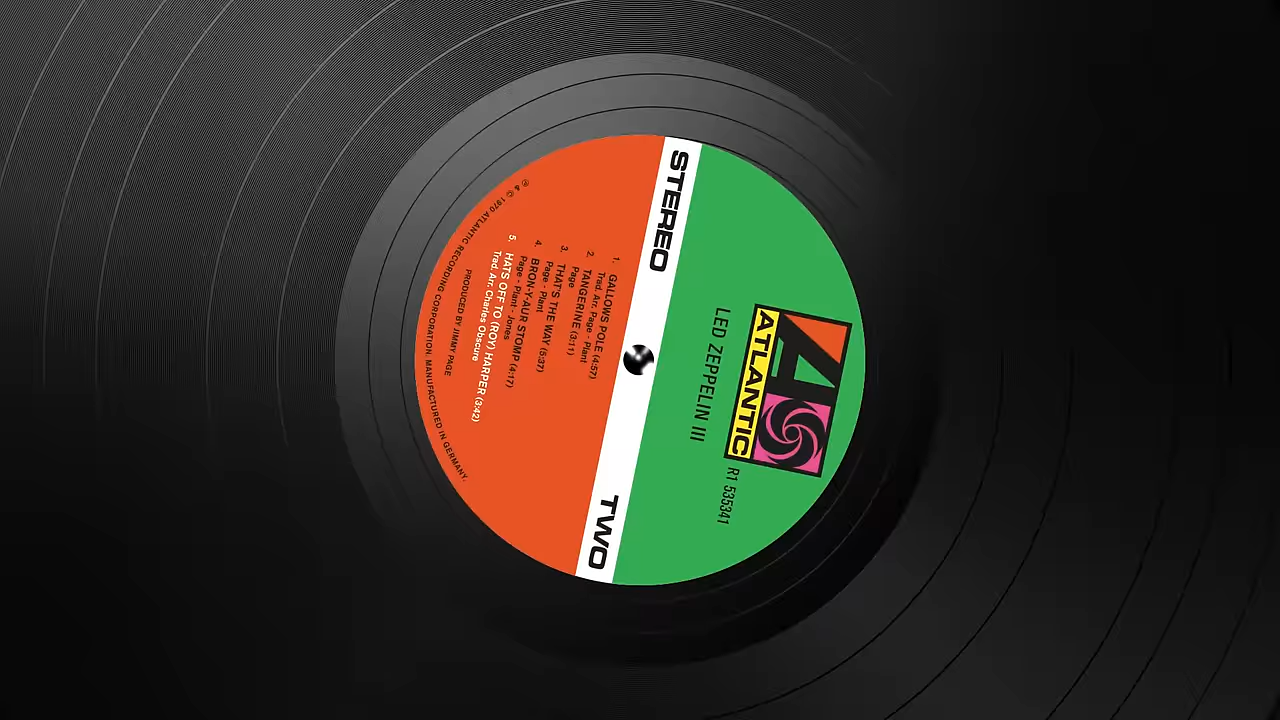 ATLANTIC
R1 535341
LED ZEPPELIN III
STEREO
TWO
1. GALLOWS POLE (4:57)
Trad. Arr. Page - Plant
2. TANGERINE (3:11)
Page
3. THAT'S THE WAY (5:37)
Page - Plant
4. BRON-Y-AUR STOMP (4:17)
Page - Plant - Jones
5. HATS OFF TO (ROY) HARPER (3:42)
Trad. Arr. Charles Obscure
PRODUCED BY JIMMY PAGE
℗ & © 1970 ATLANTIC RECORDING CORPORATION. MANUFACTURED IN GERMANY.